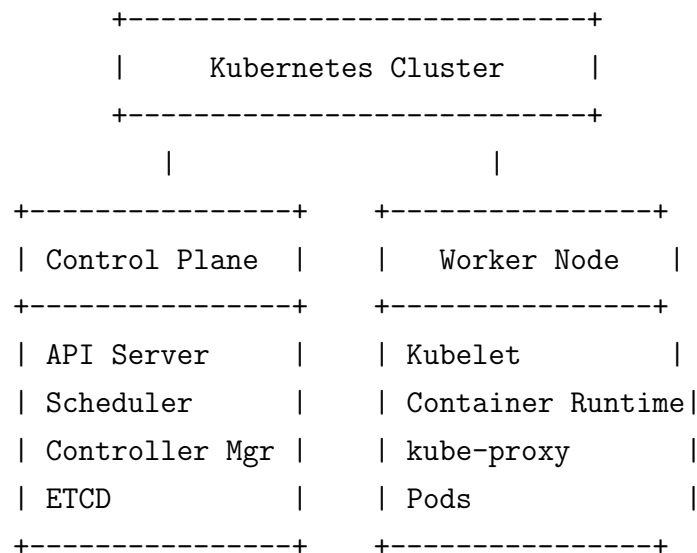 +----------------------------+
|     Kubernetes Cluster     |
+----------------------------+
|                   |
+----------------+    +----------------+
| Control Plane  |    |   Worker Node   |
+----------------+    +----------------+
| API Server     |    | Kubelet         |
| Scheduler      |    | Container Runtime|
| Controller Mgr |    | kube-proxy       |
| ETCD           |    | Pods             |
+----------------+    +----------------+